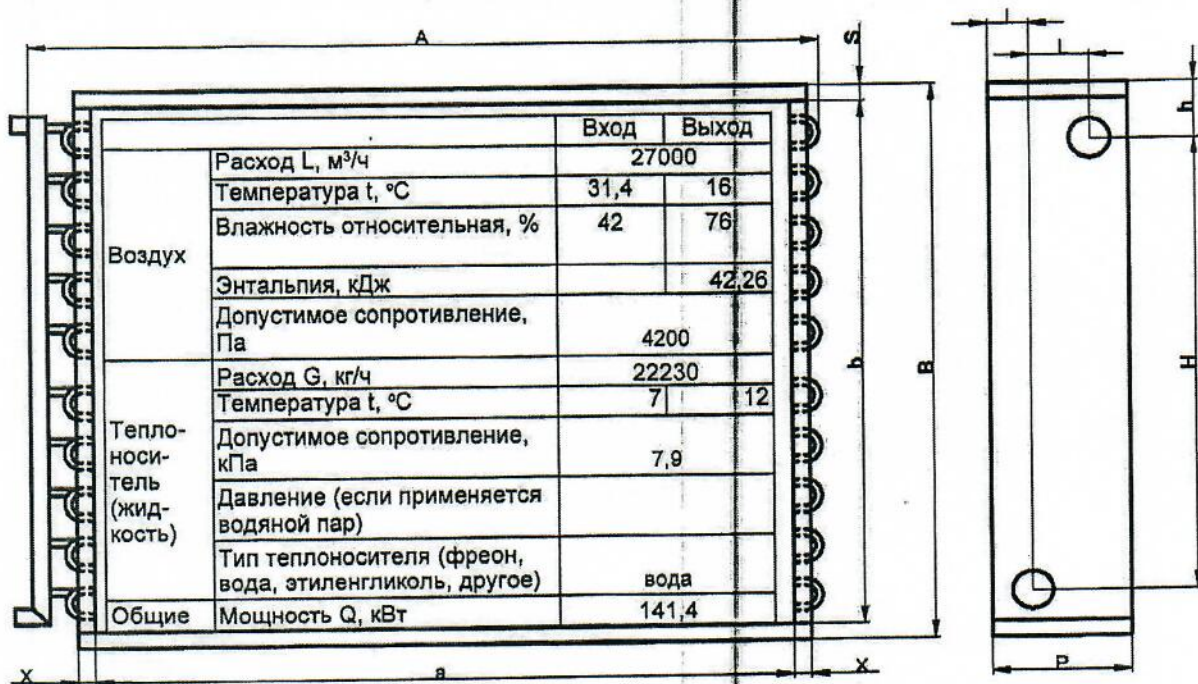 A
S
l
L
h
Вход Выход
Расход L, м³/ч 27000
Температура t, °C 31,4 16
Влажность относительная, % 42 76
Воздух
Энтальпия, кДж 42,26
Допустимое сопротивление,
Па 4200
Расход G, кг/ч 22230
Температура t, °C 7 12
Тепло-
носи-
тель
(жид-
кость)
Допустимое сопротивление,
кПа 7,9
Давление (если применяется
водяной пар)
Тип теплоносителя (фреон,
вода, этиленгликоль, другое) вода
Общие Мощность Q, кВт 141,4
b
B
H
X
a
X
P